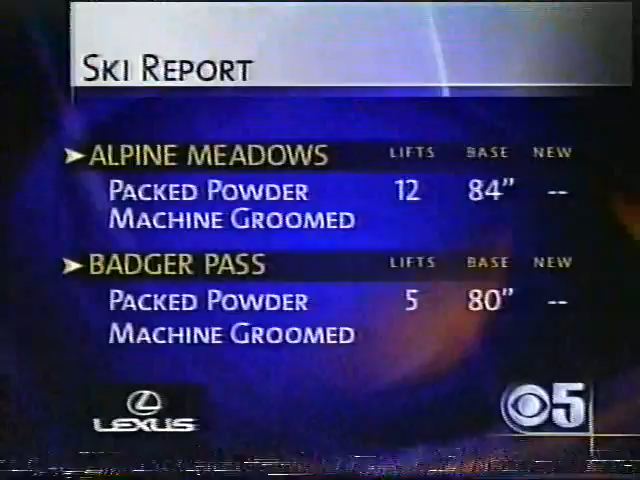 SKI REPORT
ALPINE MEADOWS LIFTS BASE NEW
PACKED POWDER 12 84” --
MACHINE GROOMED
BADGER PASS LIFTS BASE NEW
PACKED POWDER 5 80” --
MACHINE GROOMED
LEXUS 5